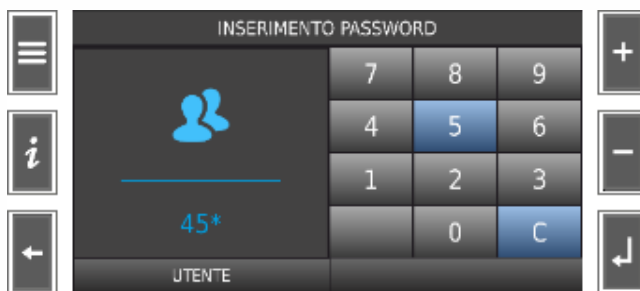 INSERIMENTO PASSWORD
7 8 9
4 5 6
1 2 3
45*
0 C
UTENTE
+
i
-